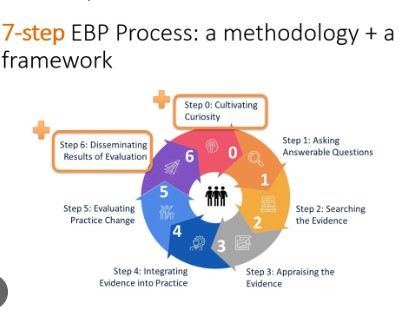 7-step EBP Process: a methodology + a
framework
Step 0: Cultivating
Curiosity
Step 6: Disseminating
Results of Evaluation
Step 1: Asking
Answerable Questions
6
0
1
5
Step 5: Evaluating
Practice Change
2
Step 2: Searching
the Evidence
4
3
Step 4: Integrating
Evidence into Practice
Step 3: Appraising the
Evidence